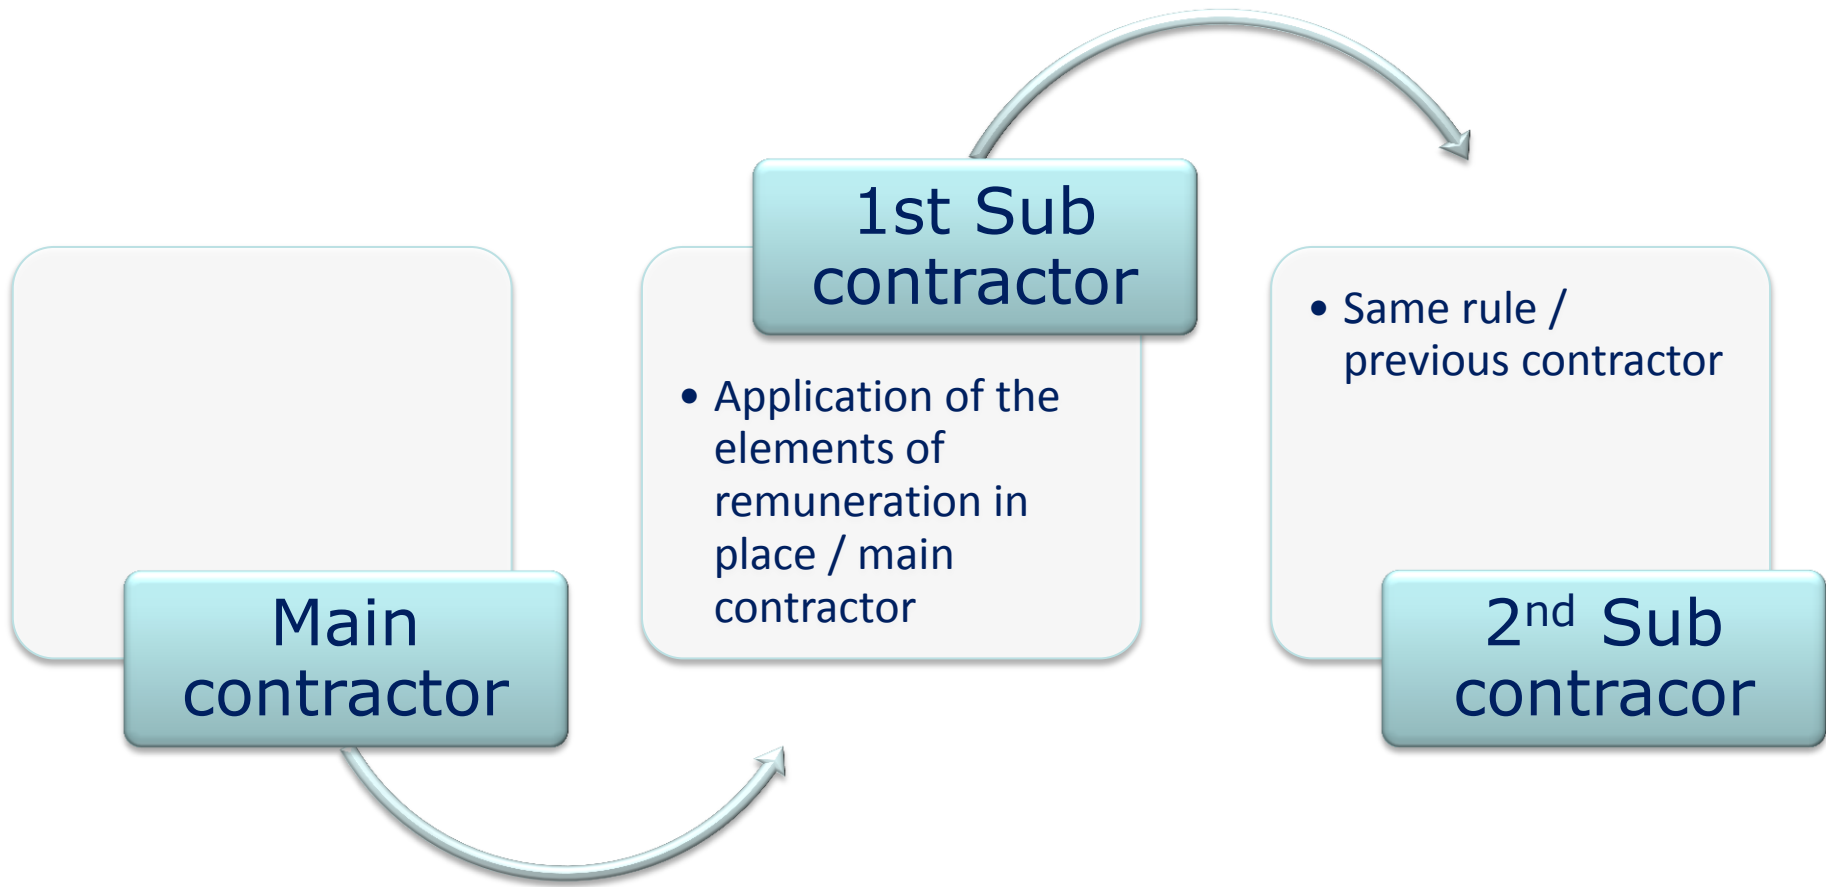 Main
contractor
1st Sub
contractor
• Application of the
elements of
remuneration in
place / main
contractor
• Same rule /
previous contractor
2nd Sub
contracor